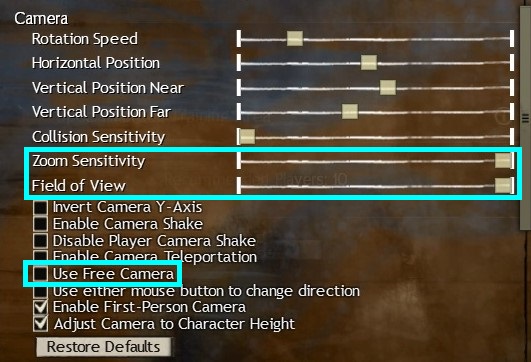 Camera
Rotation Speed
Horizontal Position
Vertical Position Near
Vertical Position Far
Collision Sensitivity
Zoom Sensitivity
Field of View
Invert Camera Y-Axis
Enable Camera Shake
Disable Player Camera Shake
Enable Camera Teleportation
Use Free Camera
Use either mouse button to change direction
Enable First-Person Camera
Adjust Camera to Character Height
Restore Defaults